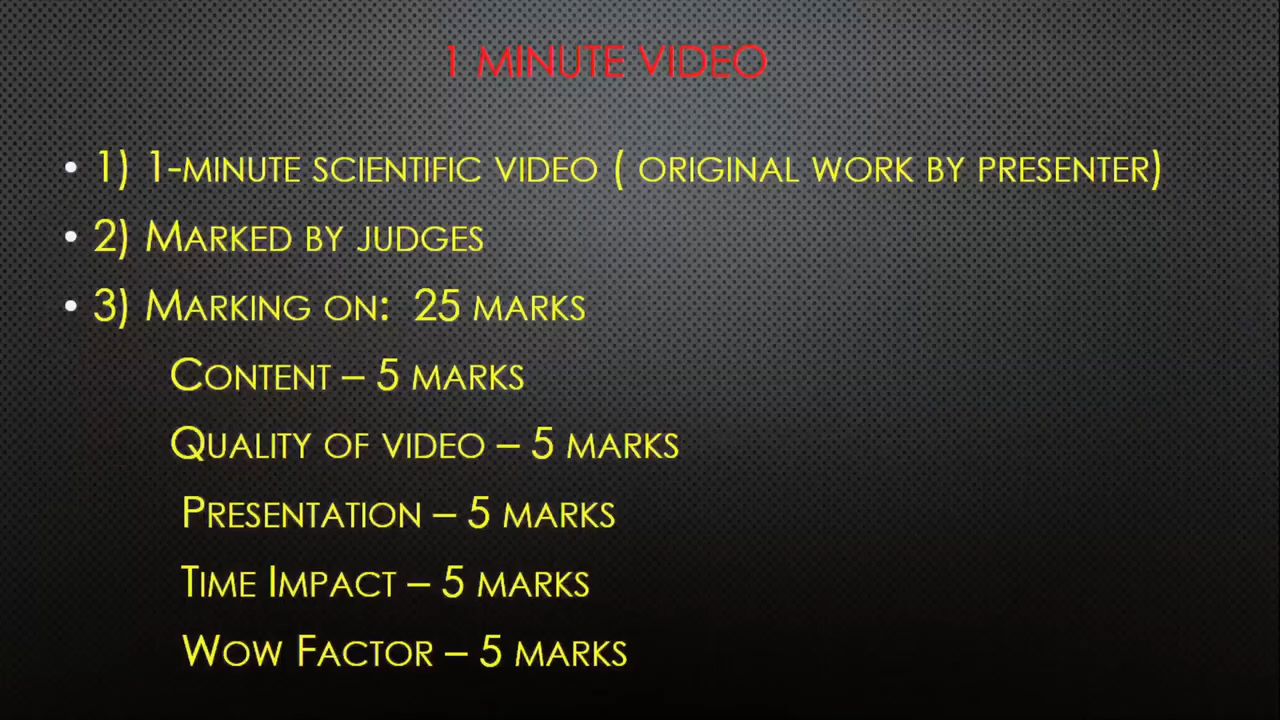 1 MINUTE VIDEO
• 1) 1-MINUTE SCIENTIFIC VIDEO ( ORIGINAL WORK BY PRESENTER)
• 2) MARKED BY JUDGES
• 3) MARKING ON:  25 MARKS
CONTENT – 5 MARKS
QUALITY OF VIDEO – 5 MARKS
PRESENTATION – 5 MARKS
TIME IMPACT – 5 MARKS
WOW FACTOR – 5 MARKS